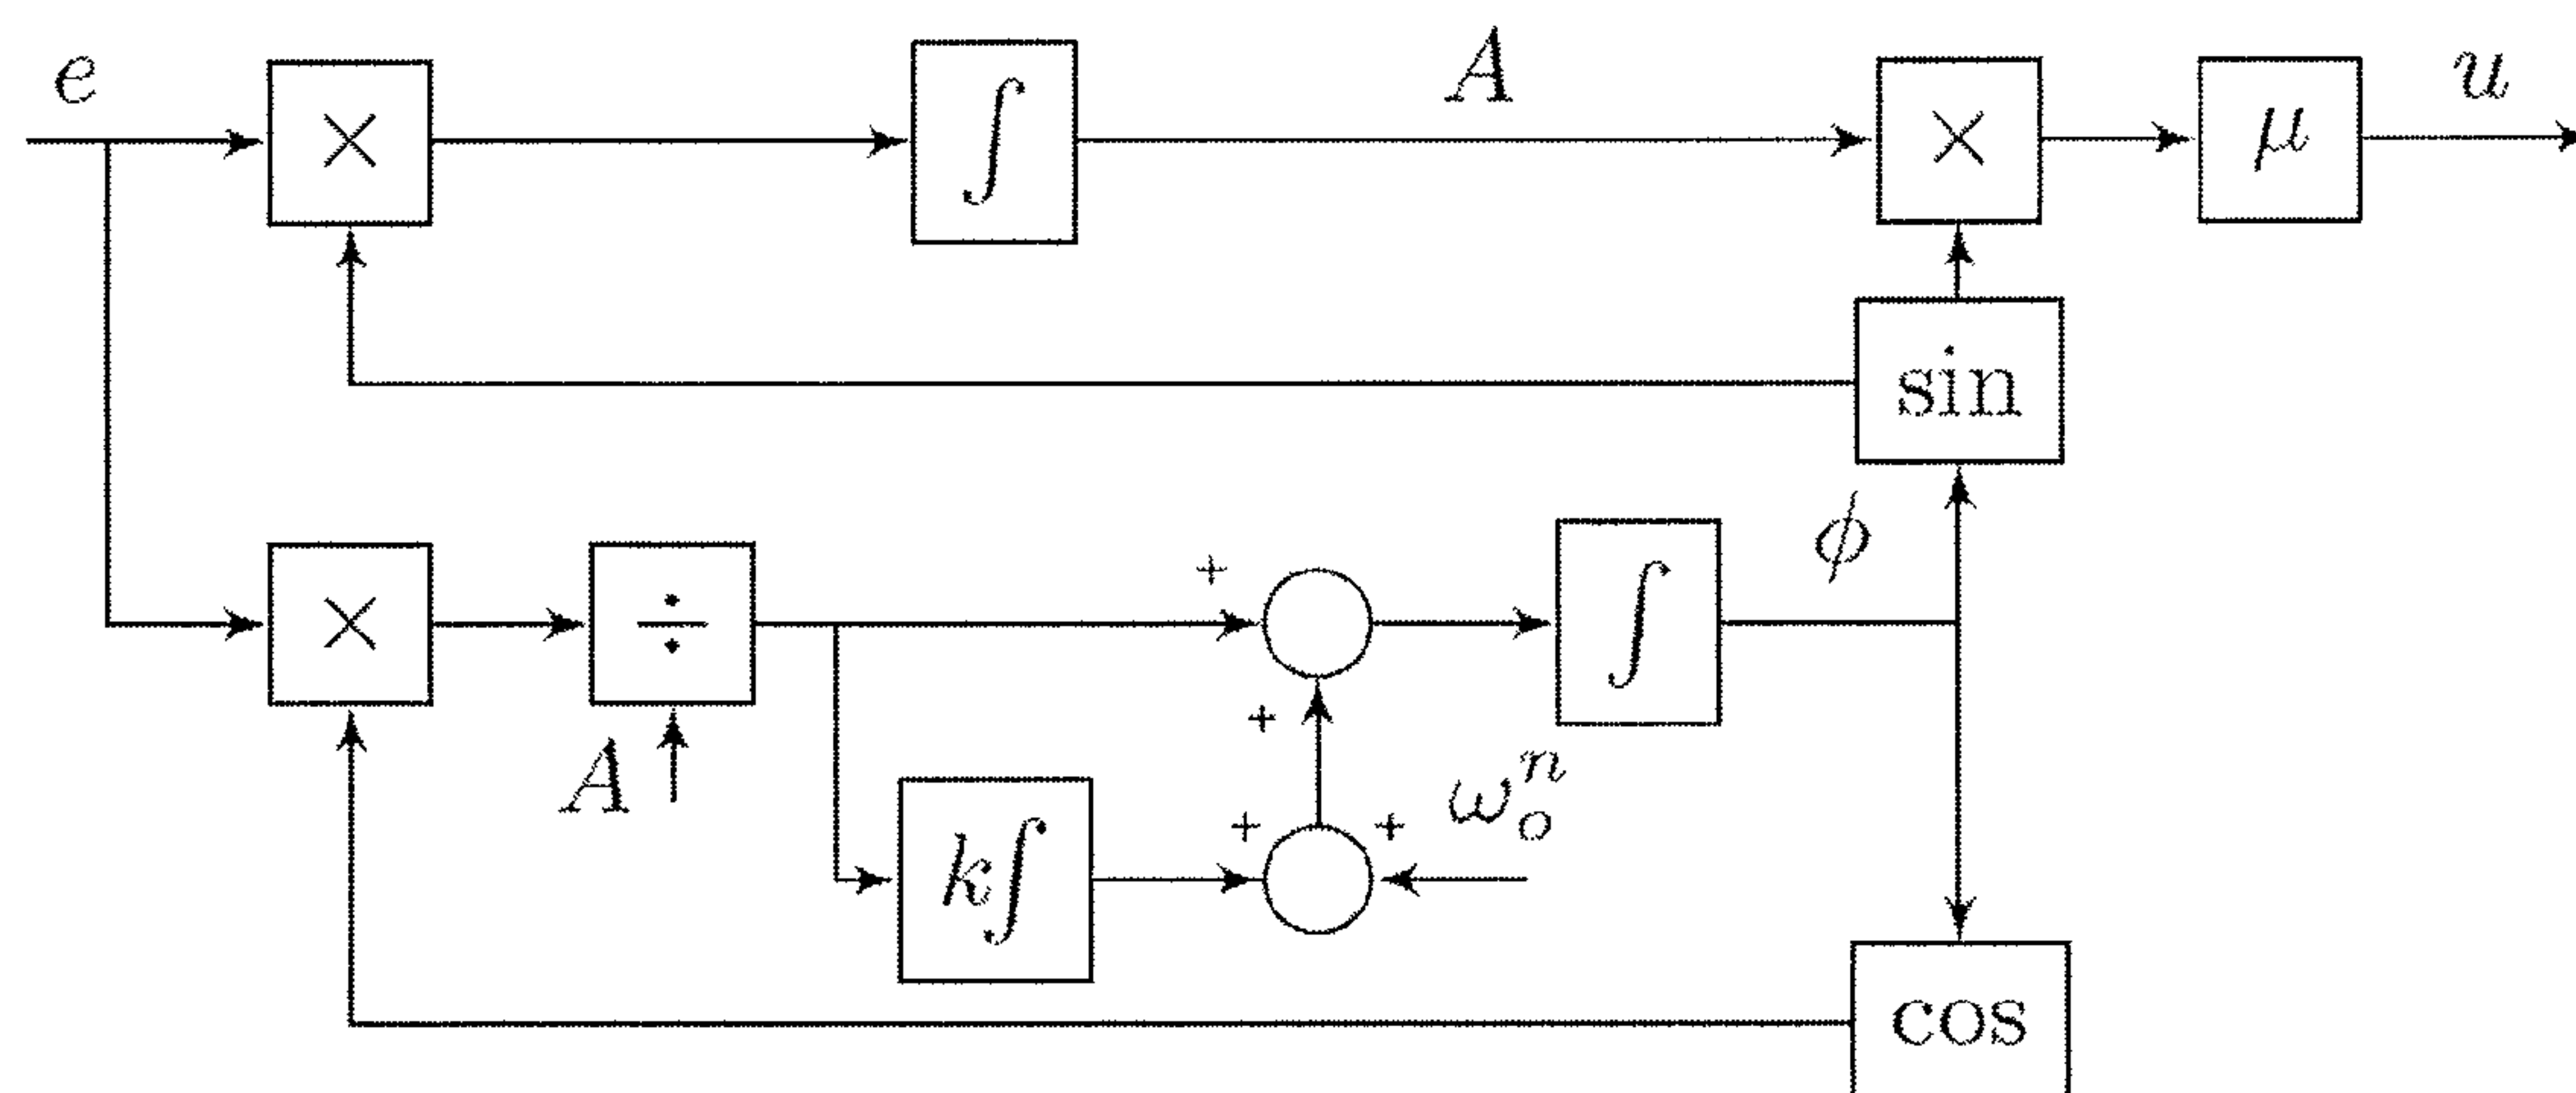 e × ∫ A × μ u
sin
ϕ
+
× ÷ ∫
+
A ω_o^n
+ +
k∫
cos